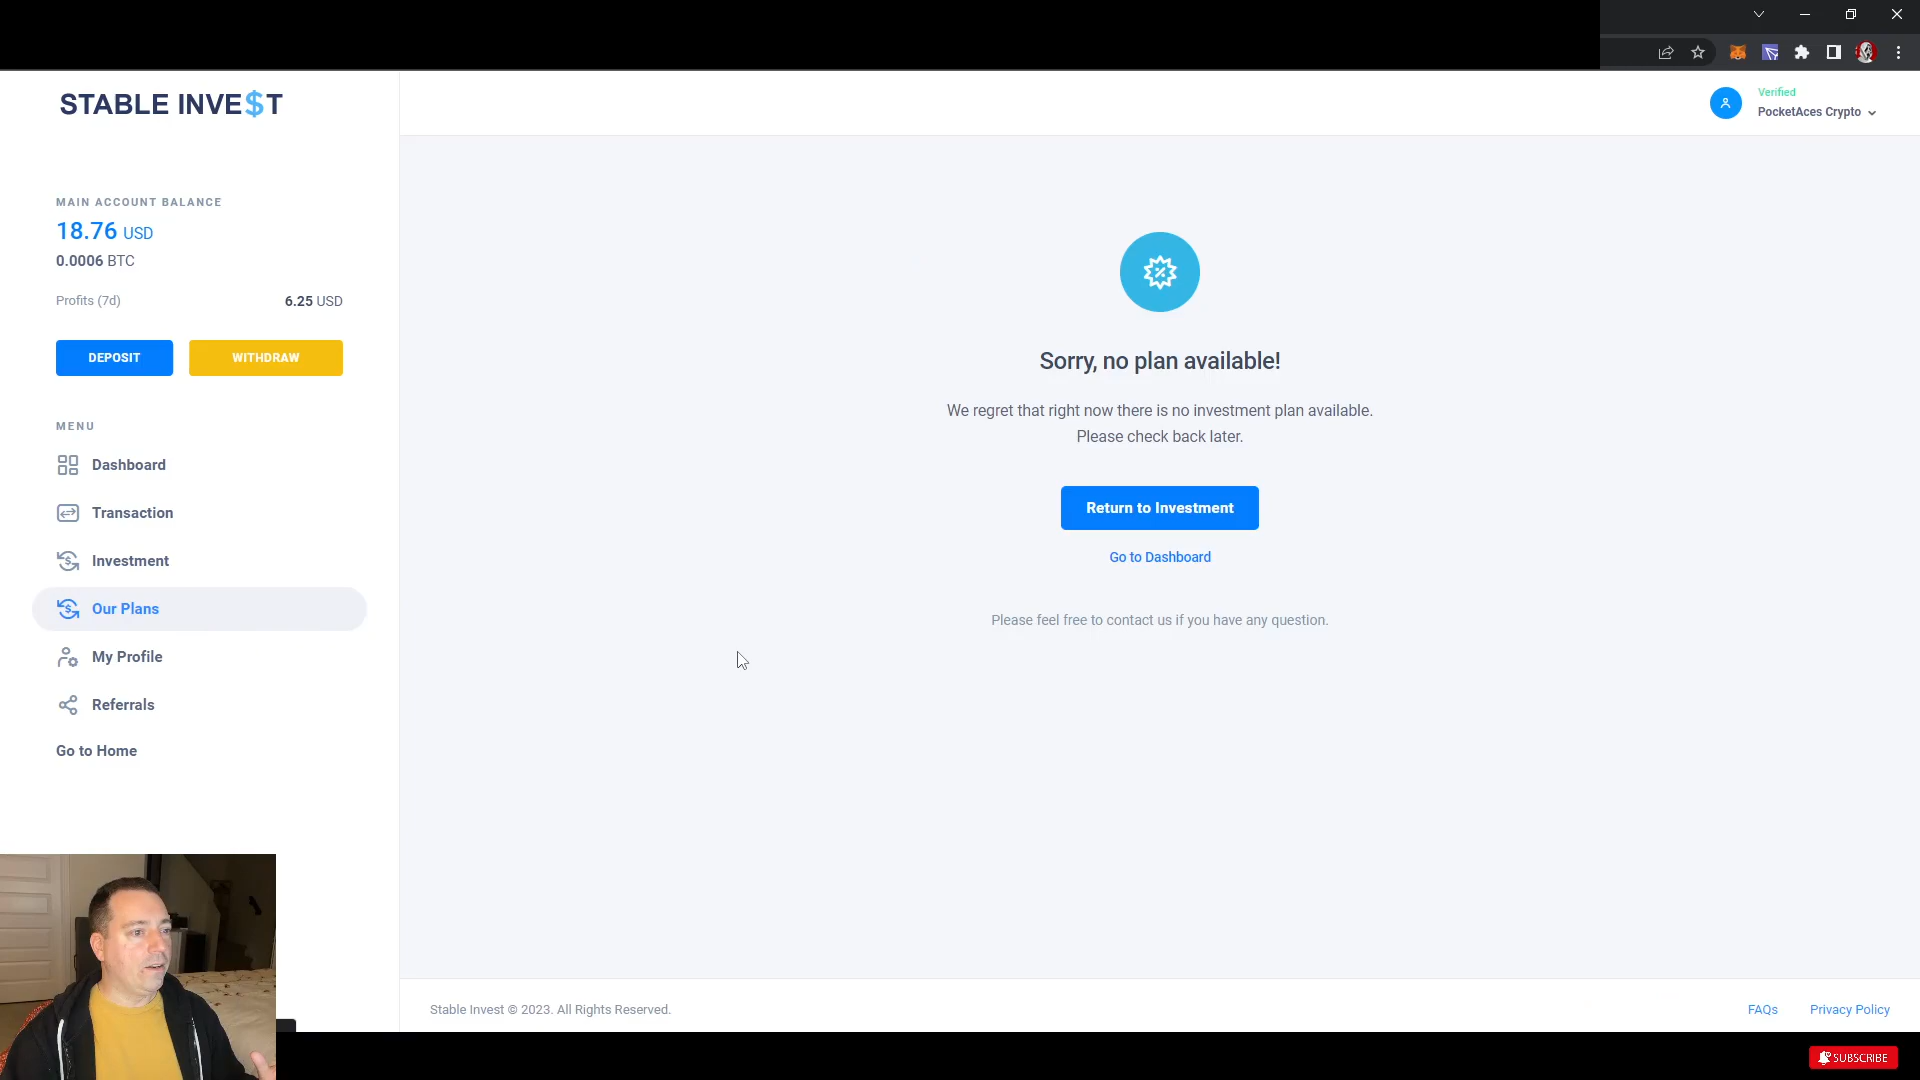 STABLE INVE$T
Verified
PocketAces Crypto
MAIN ACCOUNT BALANCE
18.76 USD
0.0006 BTC
Profits (7d) 6.25 USD
DEPOSIT WITHDRAW
MENU
Dashboard
Transaction
Investment
Our Plans
My Profile
Referrals
Go to Home
Sorry, no plan available!
We regret that right now there is no investment plan available.
Please check back later.
Return to Investment
Go to Dashboard
Please feel free to contact us if you have any question.
Stable Invest © 2023. All Rights Reserved.
FAQs Privacy Policy
SUBSCRIBE